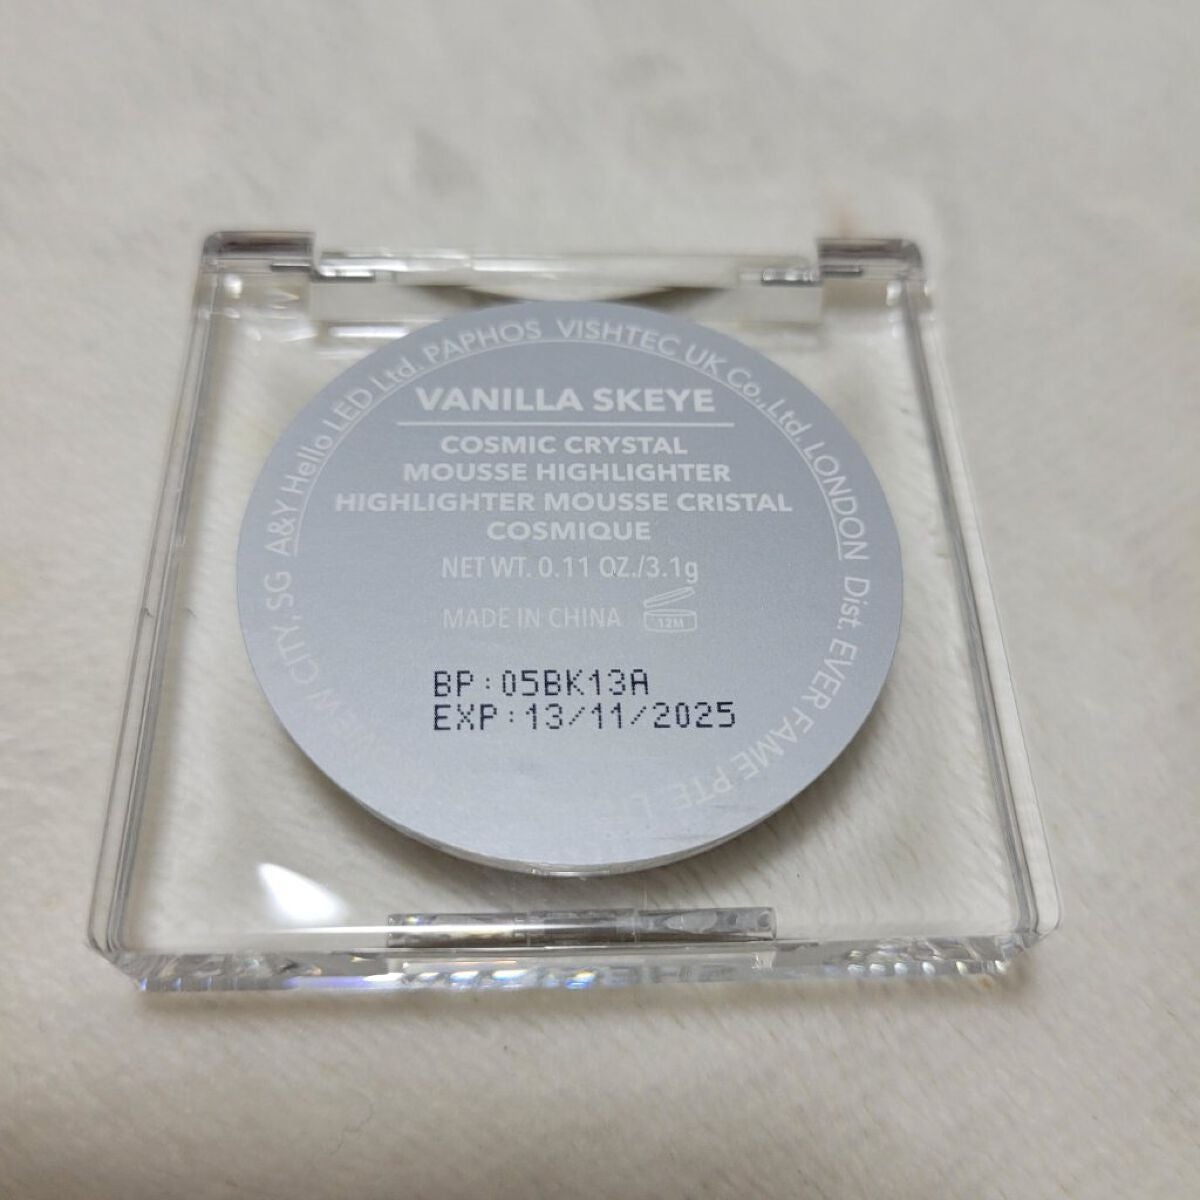 VANILLA SKEYE
COSMIC CRYSTAL
MOUSSE HIGHLIGHTER
HIGHLIGHTER MOUSSE CRISTAL
COSMIQUE
NET WT. 0.11 OZ./3.1g
MADE IN CHINA 12M
BP:05BK13A
EXP:13/11/2025
A&Y Hello LED Ltd. PAPHOS VISHTEC UK Co.,Ltd. LONDON Dist. EVER FAME PTE VIEW CITY, SG